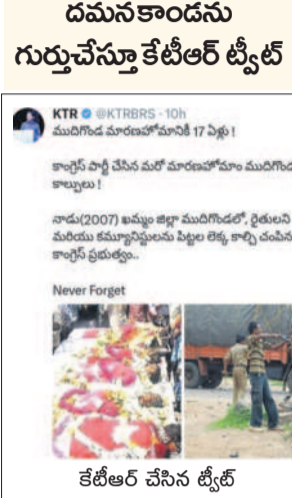 దమనకాండను
గుర్తుచేస్తూ కేటీఆర్ ట్వీట్
KTR @KTRBRS · 10h
ముదిగొండ మారణహోమానికీ 17 ఏళ్లు !
కాంగ్రెస్ పార్టీ చేసిన మరో మారణహోమాం ముదిగొండ
కాల్పులు !
నాడు(2007) ఖమ్మం జిల్లా ముదిగొండలో, రైతులని
మరియు కమ్యూనిష్టులను పిట్టల లెక్క కాల్చి చంపిన
కాంగ్రెస్ ప్రభుత్వం..
Never Forget
కేటీఆర్ చేసిన ట్వీట్